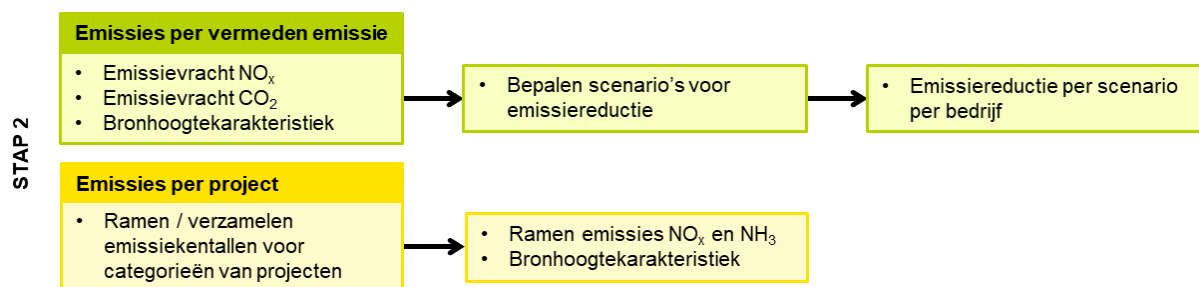 STAP 2
Emissies per vermeden emissie
• Emissievracht NOₓ
• Emissievracht CO₂
• Bronhoogtekarakteristiek
• Bepalen scenario's voor
emissiereductie
• Emissiereductie per scenario
per bedrijf
Emissies per project
• Ramen / verzamelen
emissiekentallen voor
categorieën van projecten
• Ramen emissies NOₓ en NH₃
• Bronhoogtekarakteristiek